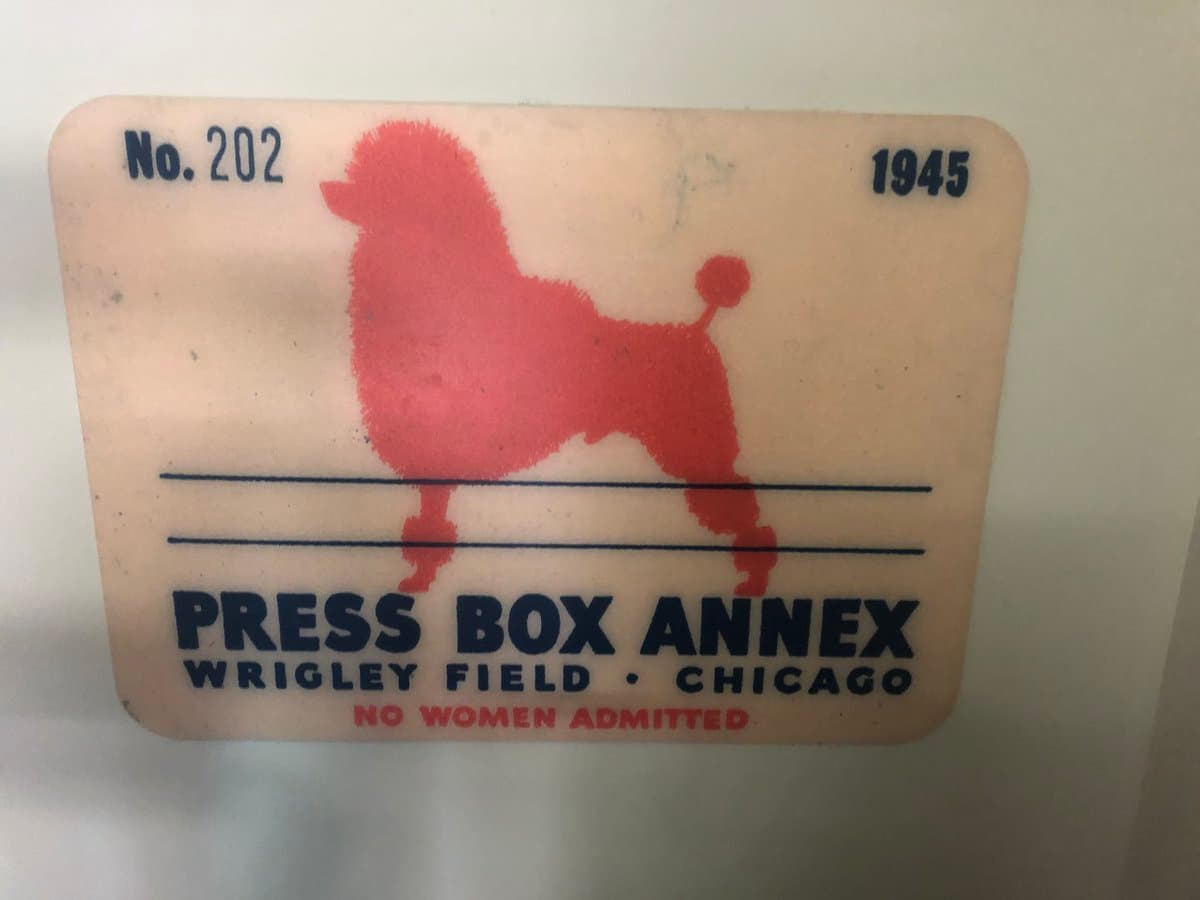 No. 202
1945
PRESS BOX ANNEX
WRIGLEY FIELD • CHICAGO
NO WOMEN ADMITTED